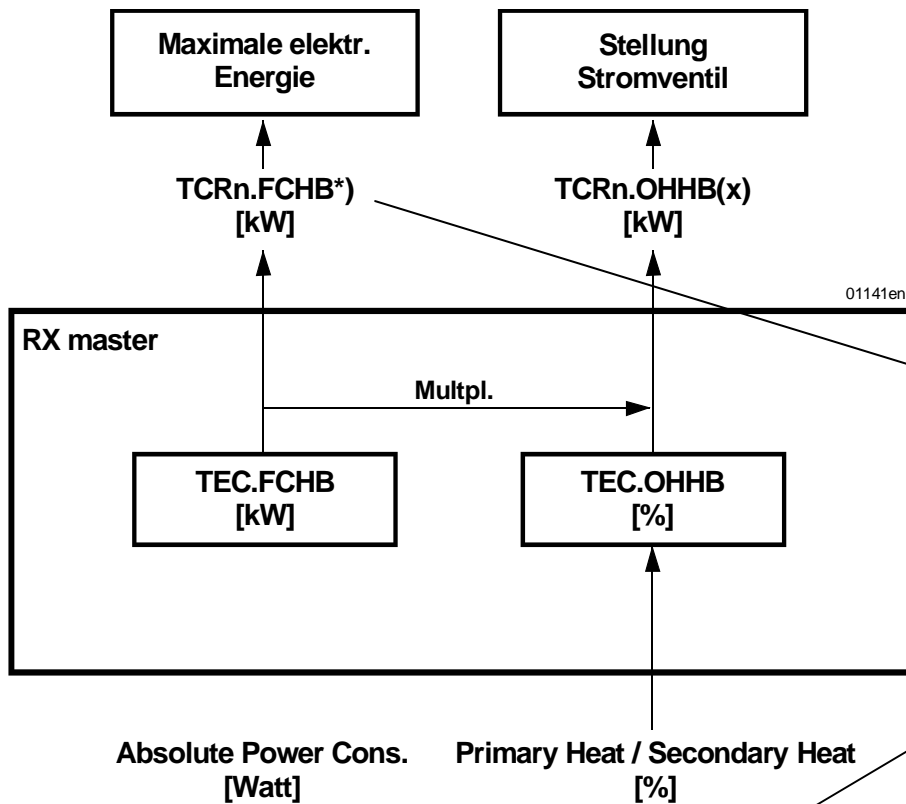 Maximale elektr.
Energie
Stellung
Stromventil
TCRn.FCHB*)
[kW]
TCRn.OHHB(x)
[kW]
01141en
RX master
Multpl.
TEC.FCHB
[kW]
TEC.OHHB
[%]
Absolute Power Cons.
[Watt]
Primary Heat / Secondary Heat
[%]